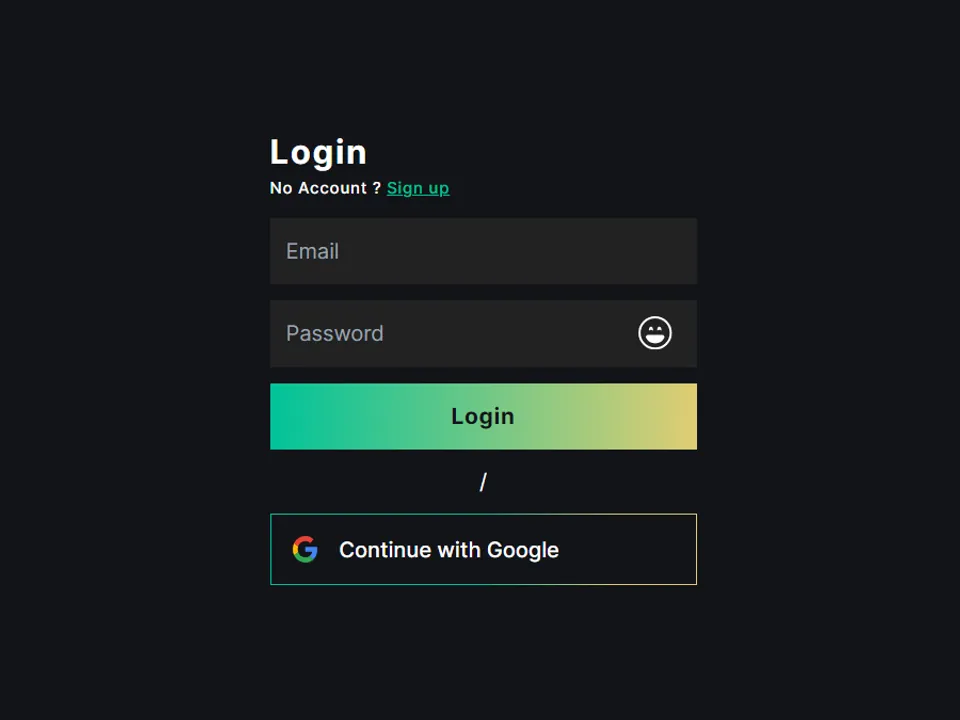 Login
No Account ? Sign up
Email
Password
Login
/
Continue with Google